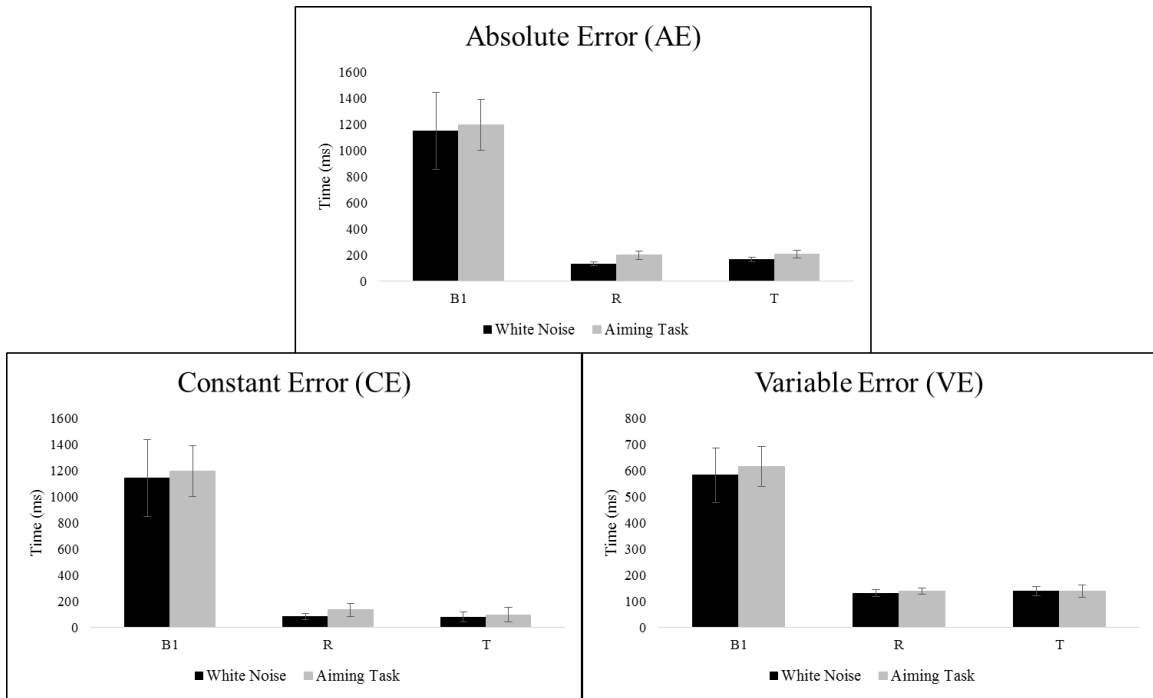 Absolute Error (AE)
1600
1400
1200
1000
800
600
400
200
0
Time (ms)
B1 R T
White Noise Aiming Task
Constant Error (CE)
1600
1400
1200
1000
800
600
400
200
0
Time (ms)
B1 R T
White Noise Aiming Task
Variable Error (VE)
800
700
600
500
400
300
200
100
0
Time (ms)
B1 R T
White Noise Aiming Task